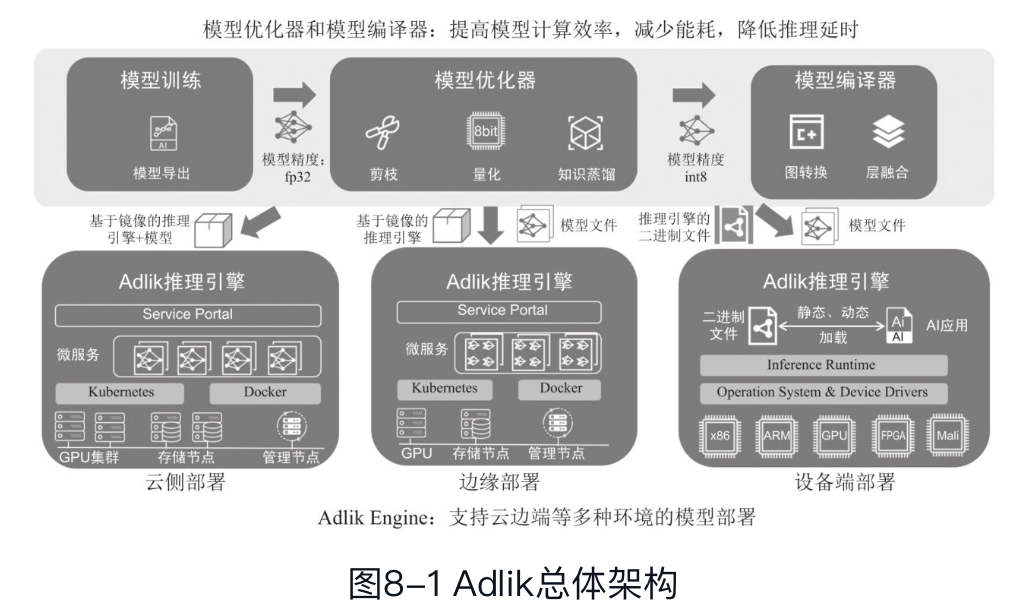 模型优化器和模型编译器：提高模型计算效率，减少能耗，降低推理延时
模型训练
AI
模型导出
模型精度：
fp32
模型优化器
剪枝
8bit
量化
知识蒸馏
模型精度
int8
模型编译器
图转换
层融合
基于镜像的推理
引擎+模型
基于镜像的
推理引擎
模型文件
推理引擎的
二进制文件
模型文件
Adlik推理引擎
Service Portal
微服务
Kubernetes
Docker
GPU集群
存储节点
管理节点
云侧部署
Adlik推理引擎
Service Portal
微服务
Kubernetes
Docker
GPU
存储节点
管理节点
边缘部署
Adlik推理引擎
二进制
文件
静态、动态
加载
Ai
AI
AI应用
Inference Runtime
Operation System & Device Drivers
x86
ARM
GPU
FPGA
Mali
设备端部署
Adlik Engine：支持云边端等多种环境的模型部署
图8-1 Adlik总体架构